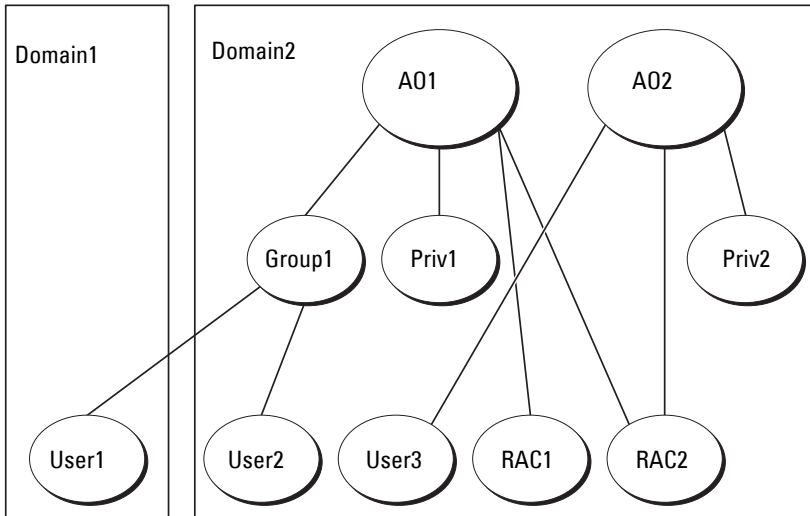 Domain1
Domain2
AO1
AO2
Group1
Priv1
Priv2
User1
User2
User3
RAC1
RAC2